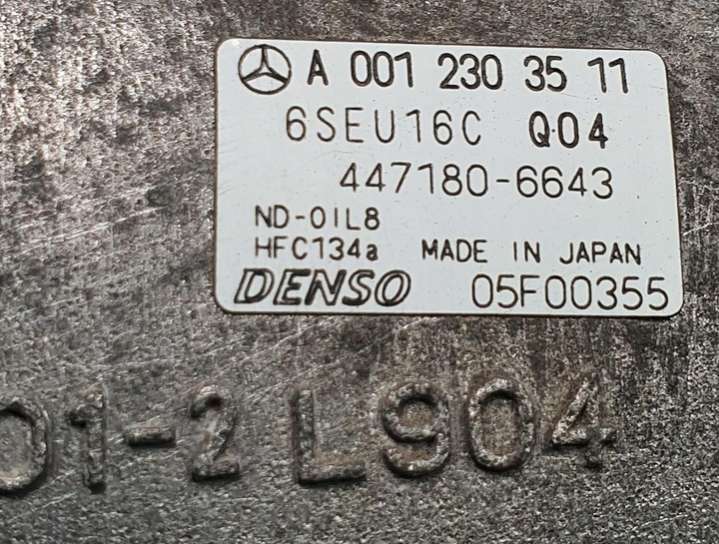 A 001 230 35 11
6SEU16C Q04
447180-6643
ND-OIL8
HFC134a MADE IN JAPAN
DENSO 05F00355
01-2 L904